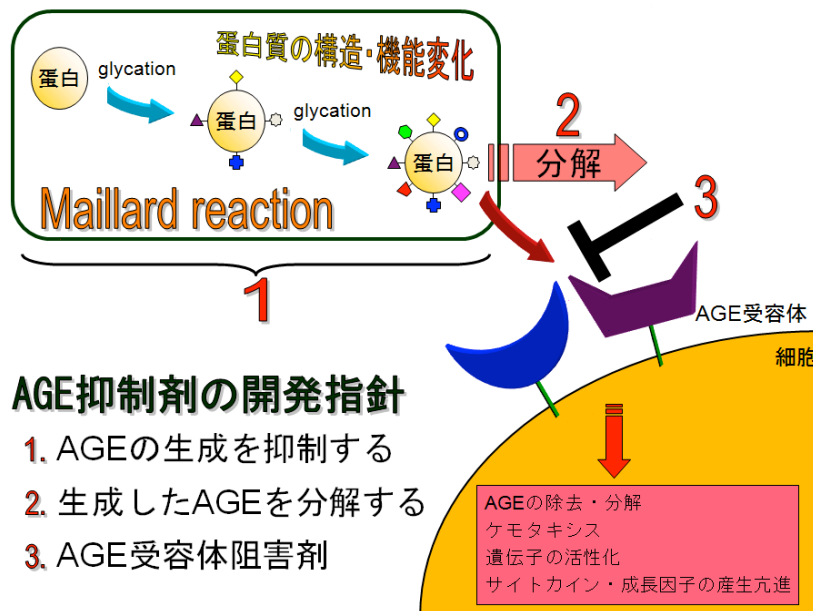 蛋白質の構造・機能変化
蛋白
glycation
蛋白
glycation
蛋白
Maillard reaction
1
2
分解
3
AGE受容体
細胞
AGE抑制剤の開発指針
1. AGEの生成を抑制する
2. 生成したAGEを分解する
3. AGE受容体阻害剤
AGEの除去・分解
ケモタキシス
遺伝子の活性化
サイトカイン・成長因子の産生亢進